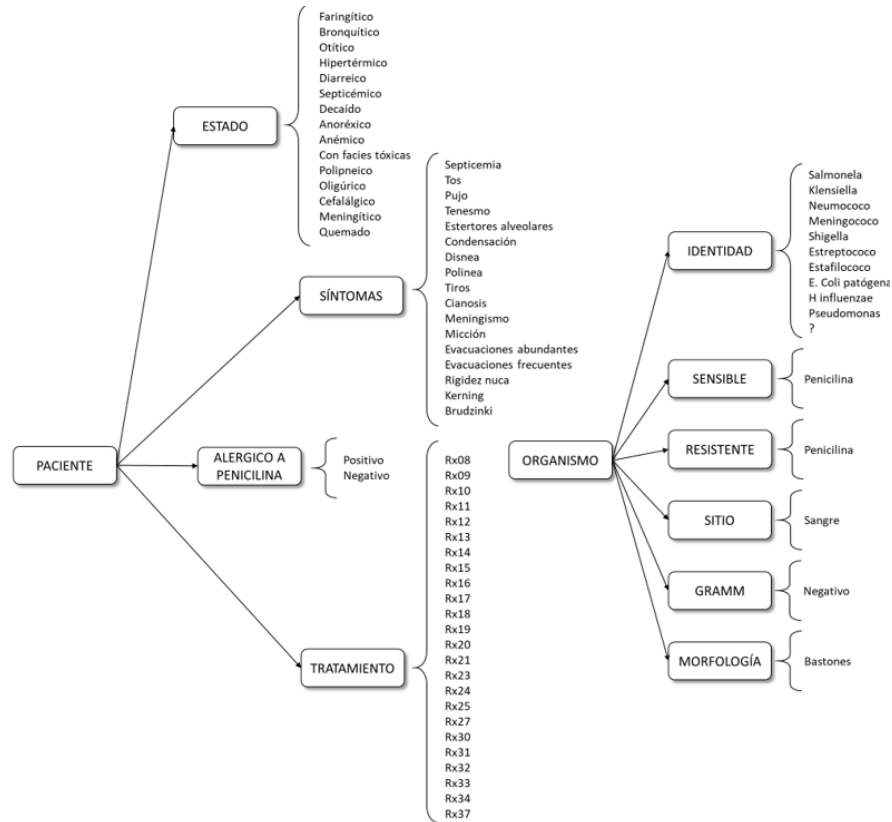 PACIENTE
ESTADO
Faringítico
Bronquítico
Otítico
Hipertérmico
Diarreico
Septicémico
Decaído
Anoréxico
Anémico
Con facies tóxicas
Polipneico
Oligúrico
Cefalálgico
Meningítico
Quemado
SÍNTOMAS
Septicemia
Tos
Pujo
Tenesmo
Estertores alveolares
Condensación
Disnea
Polinea
Tiros
Cianosis
Meningismo
Micción
Evacuaciones abundantes
Evacuaciones frecuentes
Rigidez nuca
Kerning
Brudzinki
ALERGICO A
PENICILINA
Positivo
Negativo
TRATAMIENTO
Rx08
Rx09
Rx10
Rx11
Rx12
Rx13
Rx14
Rx15
Rx16
Rx17
Rx18
Rx19
Rx20
Rx21
Rx23
Rx24
Rx25
Rx27
Rx30
Rx31
Rx32
Rx33
Rx34
Rx37
ORGANISMO
IDENTIDAD
Salmonela
Klensiella
Neumococo
Meningococo
Shigella
Estreptococo
Estafilococo
E. Coli patógena
H influenzae
Pseudomonas
?
SENSIBLE
Penicilina
RESISTENTE
Penicilina
SITIO
Sangre
GRAMM
Negativo
MORFOLOGÍA
Bastones